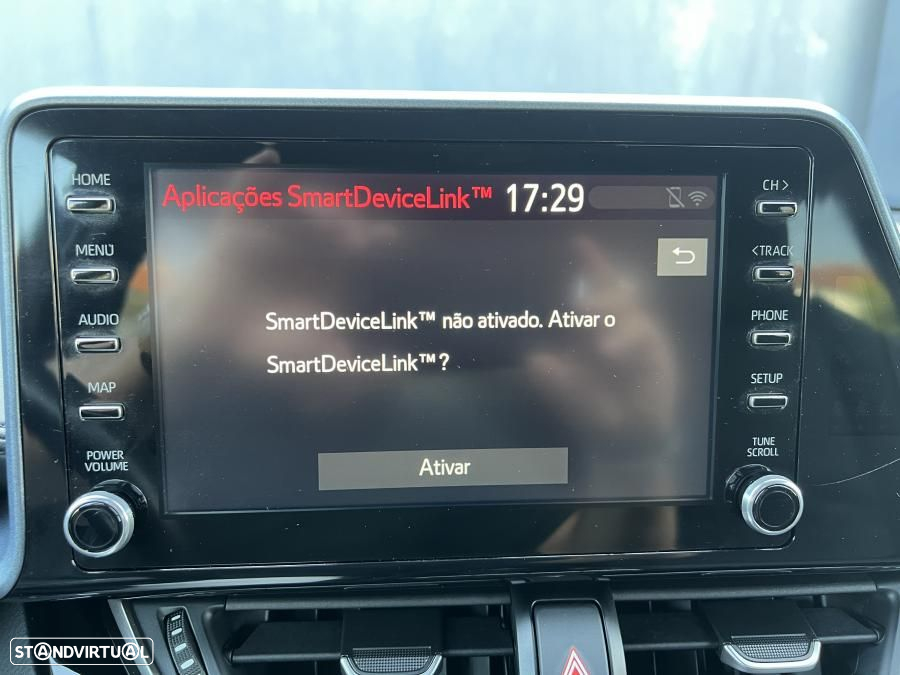 HOME
MENU
AUDIO
MAP
POWER
VOLUME
Aplicações SmartDeviceLink™ 17:29
SmartDeviceLink™ não ativado. Ativar o
SmartDeviceLink™ ?
Ativar
CH >
< TRACK
PHONE
SETUP
TUNE
SCROLL
STANDVIRTUAL